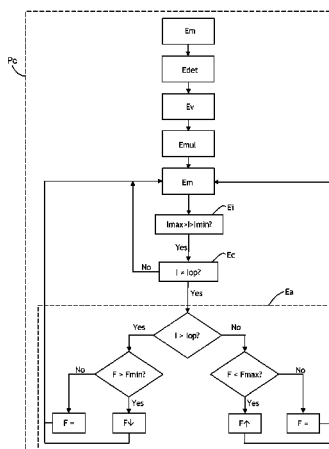 Em
Pc
Edet
Ev
Emul
Em
Ei
Imax>I>Imin?
Yes
Ec
No
I ≠ Iop?
Yes
Ea
Yes
I > Iop?
No
No
F > Fmin?
F < Fmax?
No
Yes
Yes
F =
F↓
F↑
F =